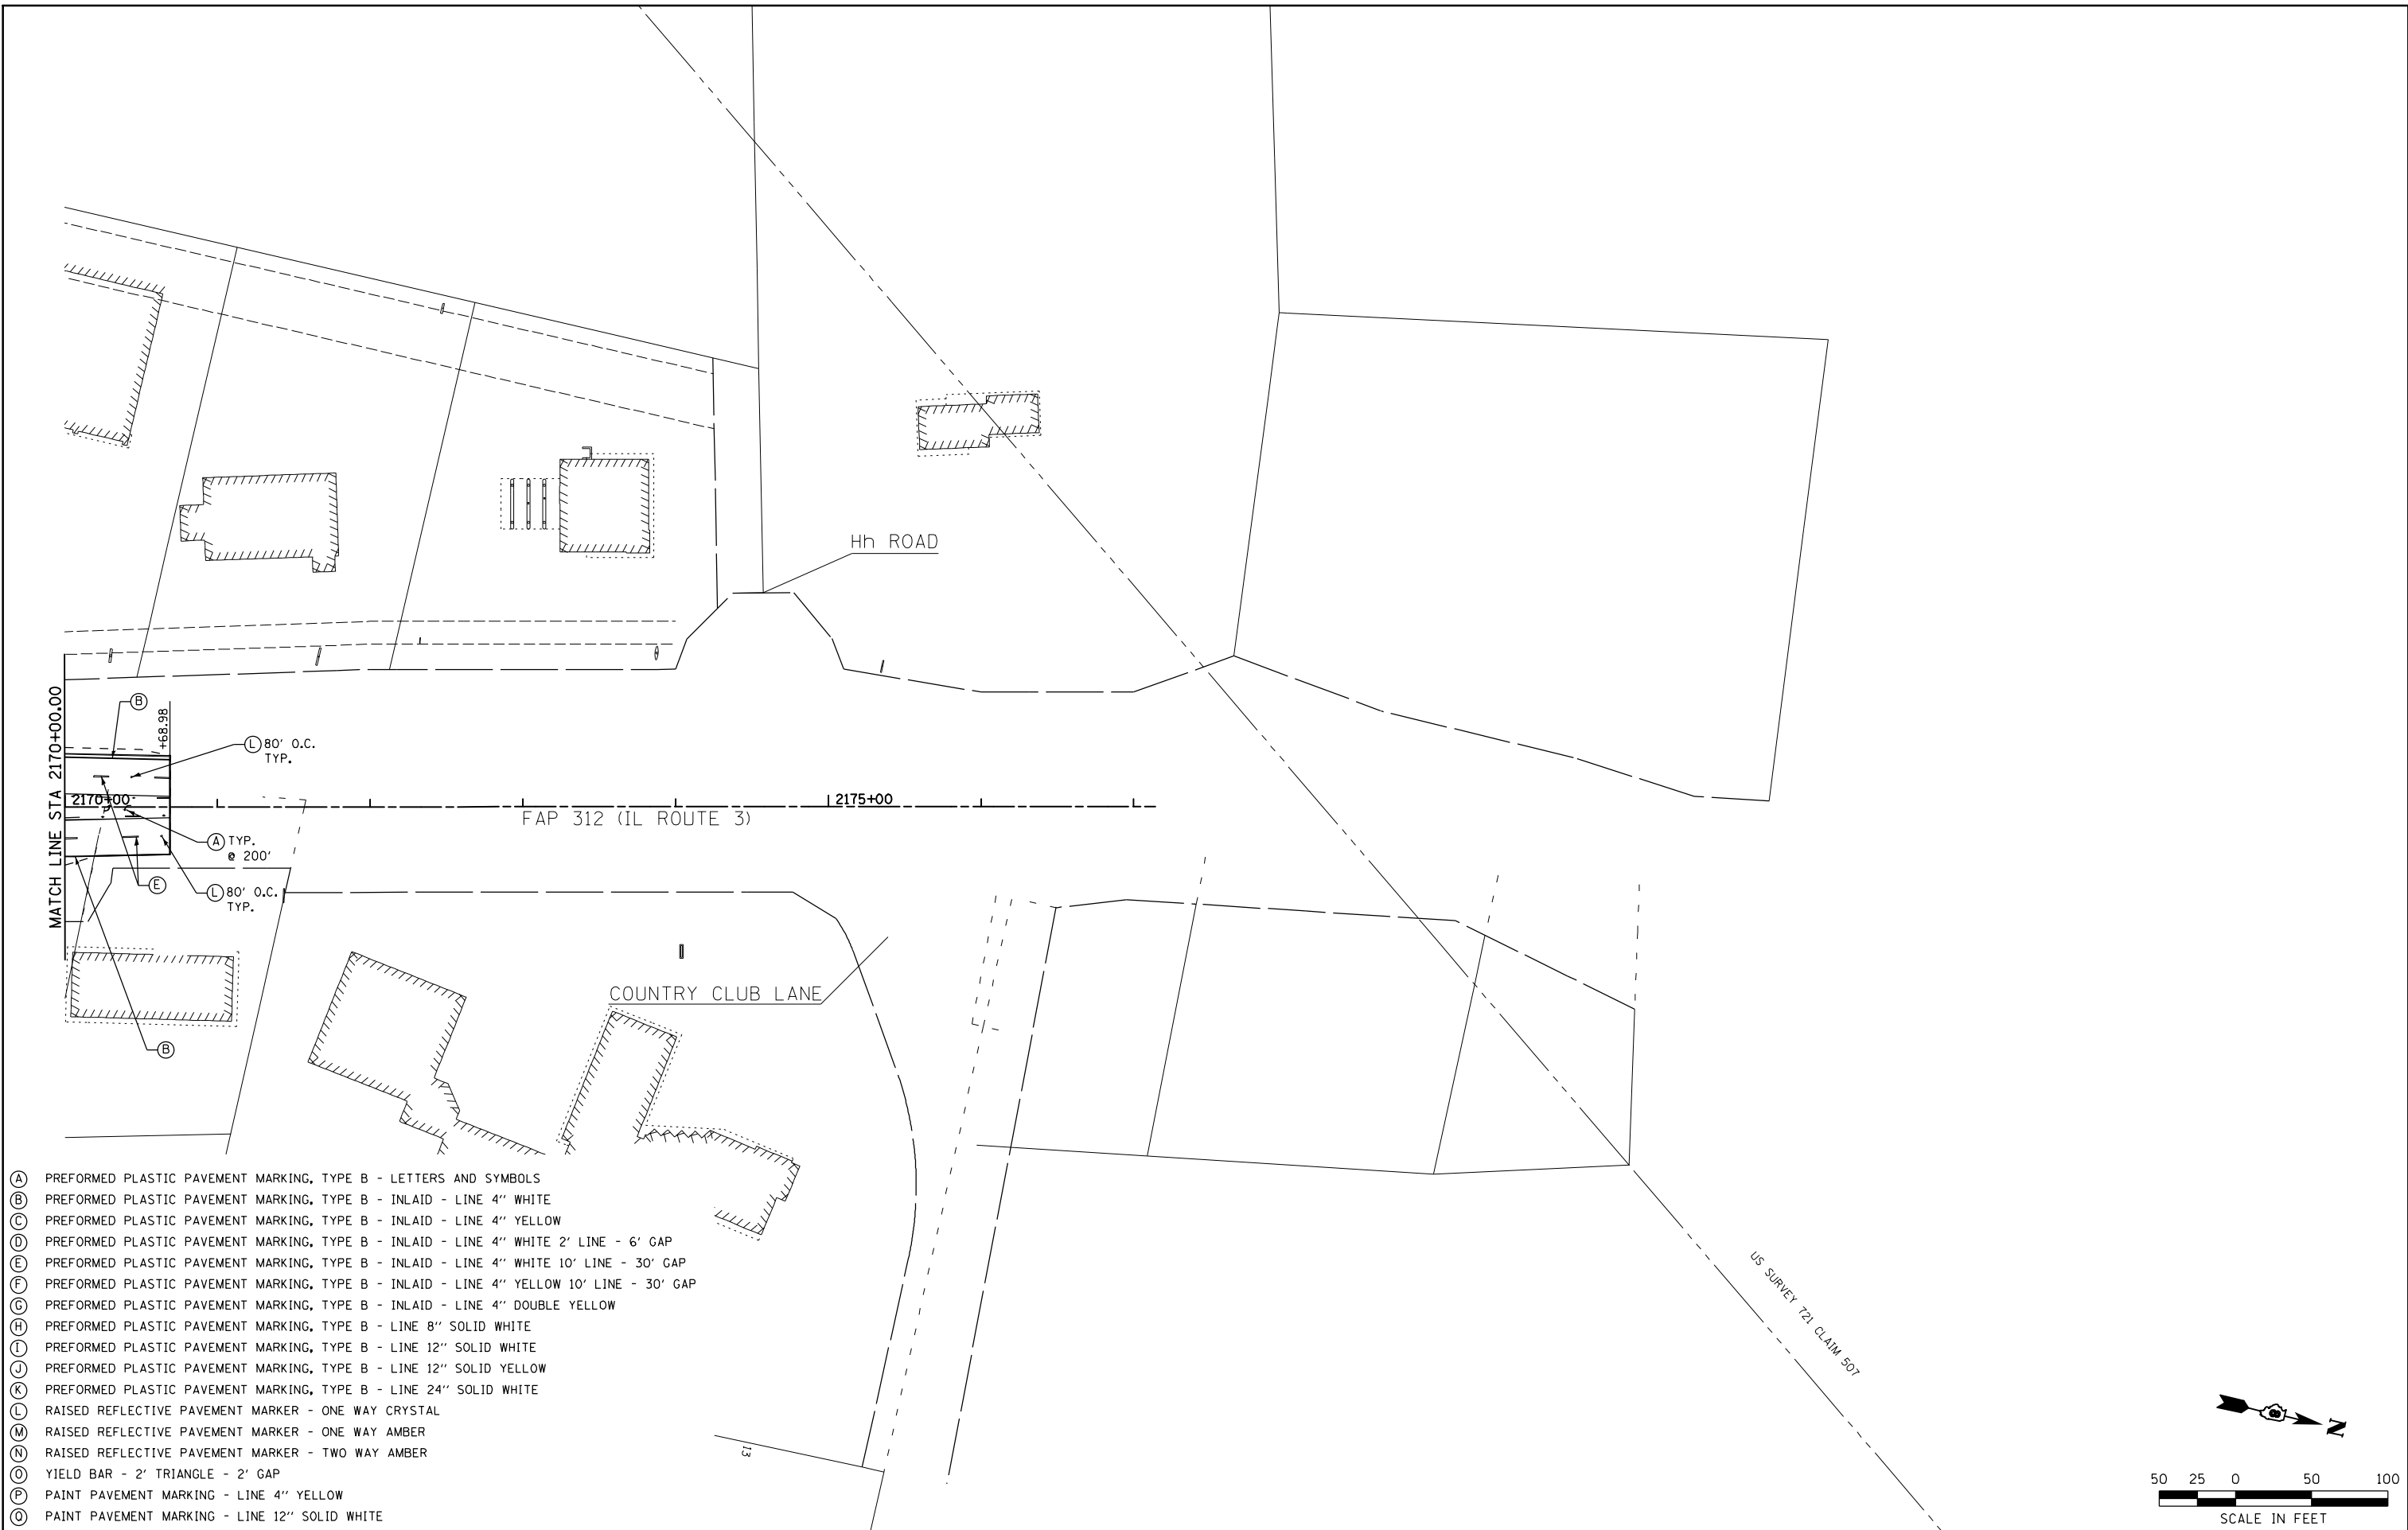 Hh ROAD
MATCH LINE STA 2170+00.00
B
+68.98
L 80' O.C.
TYP.
2170+00
2175+00
FAP 312 (IL ROUTE 3)
A TYP.
@ 200'
E
L 80' O.C.
TYP.
COUNTRY CLUB LANE
B
A PREFORMED PLASTIC PAVEMENT MARKING, TYPE B - LETTERS AND SYMBOLS
B PREFORMED PLASTIC PAVEMENT MARKING, TYPE B - INLAID - LINE 4'' WHITE
C PREFORMED PLASTIC PAVEMENT MARKING, TYPE B - INLAID - LINE 4'' YELLOW
D PREFORMED PLASTIC PAVEMENT MARKING, TYPE B - INLAID - LINE 4'' WHITE 2' LINE - 6' GAP
E PREFORMED PLASTIC PAVEMENT MARKING, TYPE B - INLAID - LINE 4'' WHITE 10' LINE - 30' GAP
F PREFORMED PLASTIC PAVEMENT MARKING, TYPE B - INLAID - LINE 4'' YELLOW 10' LINE - 30' GAP
G PREFORMED PLASTIC PAVEMENT MARKING, TYPE B - INLAID - LINE 4'' DOUBLE YELLOW
H PREFORMED PLASTIC PAVEMENT MARKING, TYPE B - LINE 8'' SOLID WHITE
I PREFORMED PLASTIC PAVEMENT MARKING, TYPE B - LINE 12'' SOLID WHITE
J PREFORMED PLASTIC PAVEMENT MARKING, TYPE B - LINE 12'' SOLID YELLOW
K PREFORMED PLASTIC PAVEMENT MARKING, TYPE B - LINE 24'' SOLID WHITE
L RAISED REFLECTIVE PAVEMENT MARKER - ONE WAY CRYSTAL
M RAISED REFLECTIVE PAVEMENT MARKER - ONE WAY AMBER
N RAISED REFLECTIVE PAVEMENT MARKER - TWO WAY AMBER
O YIELD BAR - 2' TRIANGLE - 2' GAP
P PAINT PAVEMENT MARKING - LINE 4'' YELLOW
Q PAINT PAVEMENT MARKING - LINE 12'' SOLID WHITE
13
US SURVEY 721 CLAIM 507
8
N
50 25 0 50 100
SCALE IN FEET